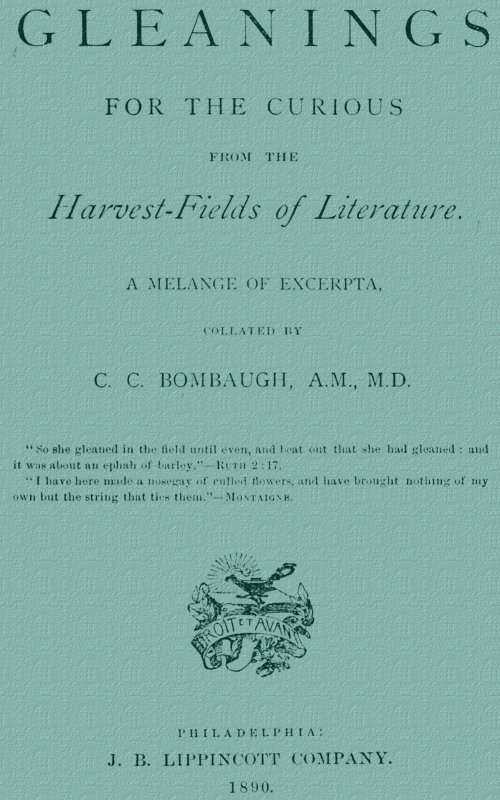 GLEANINGS
FOR THE CURIOUS
FROM THE
Harvest-Fields of Literature.
A MELANGE OF EXCERPTA,
COLLATED BY
C. C. BOMBAUGH, A.M., M.D.
"So she gleaned in the field until even, and beat out that she had gleaned: and
it was about an ephah of barley."—RUTH 2:17.
"I have here made a nosegay of culled flowers, and have brought nothing of my
own but the string that ties them."—MONTAIGNE.
DROIT ET AVANT
PHILADELPHIA:
J. B. LIPPINCOTT COMPANY.
1890.